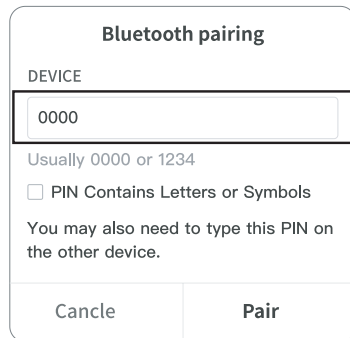 Bluetooth pairing
DEVICE
0000
Usually 0000 or 1234
PIN Contains Letters or Symbols
You may also need to type this PIN on
the other device.
Cancle
Pair